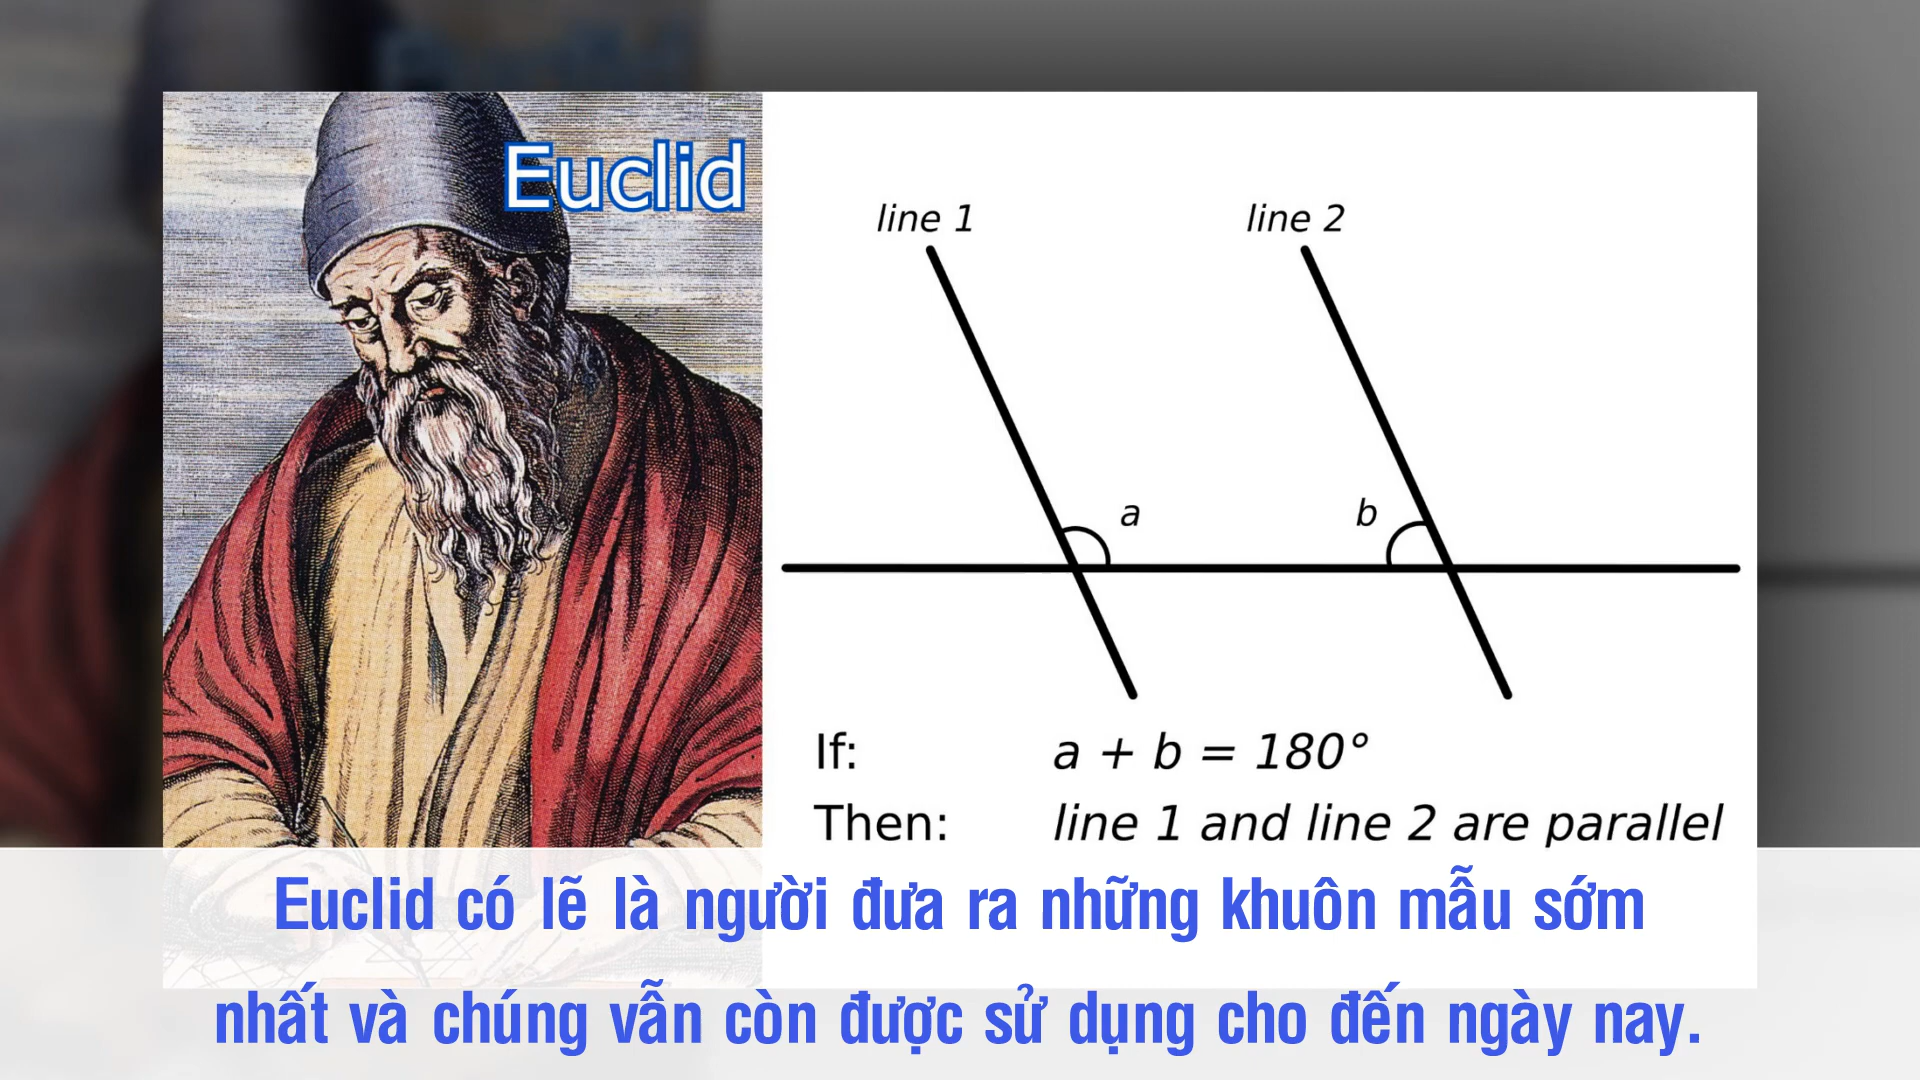 Euclid
line 1
line 2
a
b
If: a + b = 180°
Then: line 1 and line 2 are parallel
Euclid có lẽ là người đưa ra những khuôn mẫu sớm
nhất và chúng vẫn còn được sử dụng cho đến ngày nay.